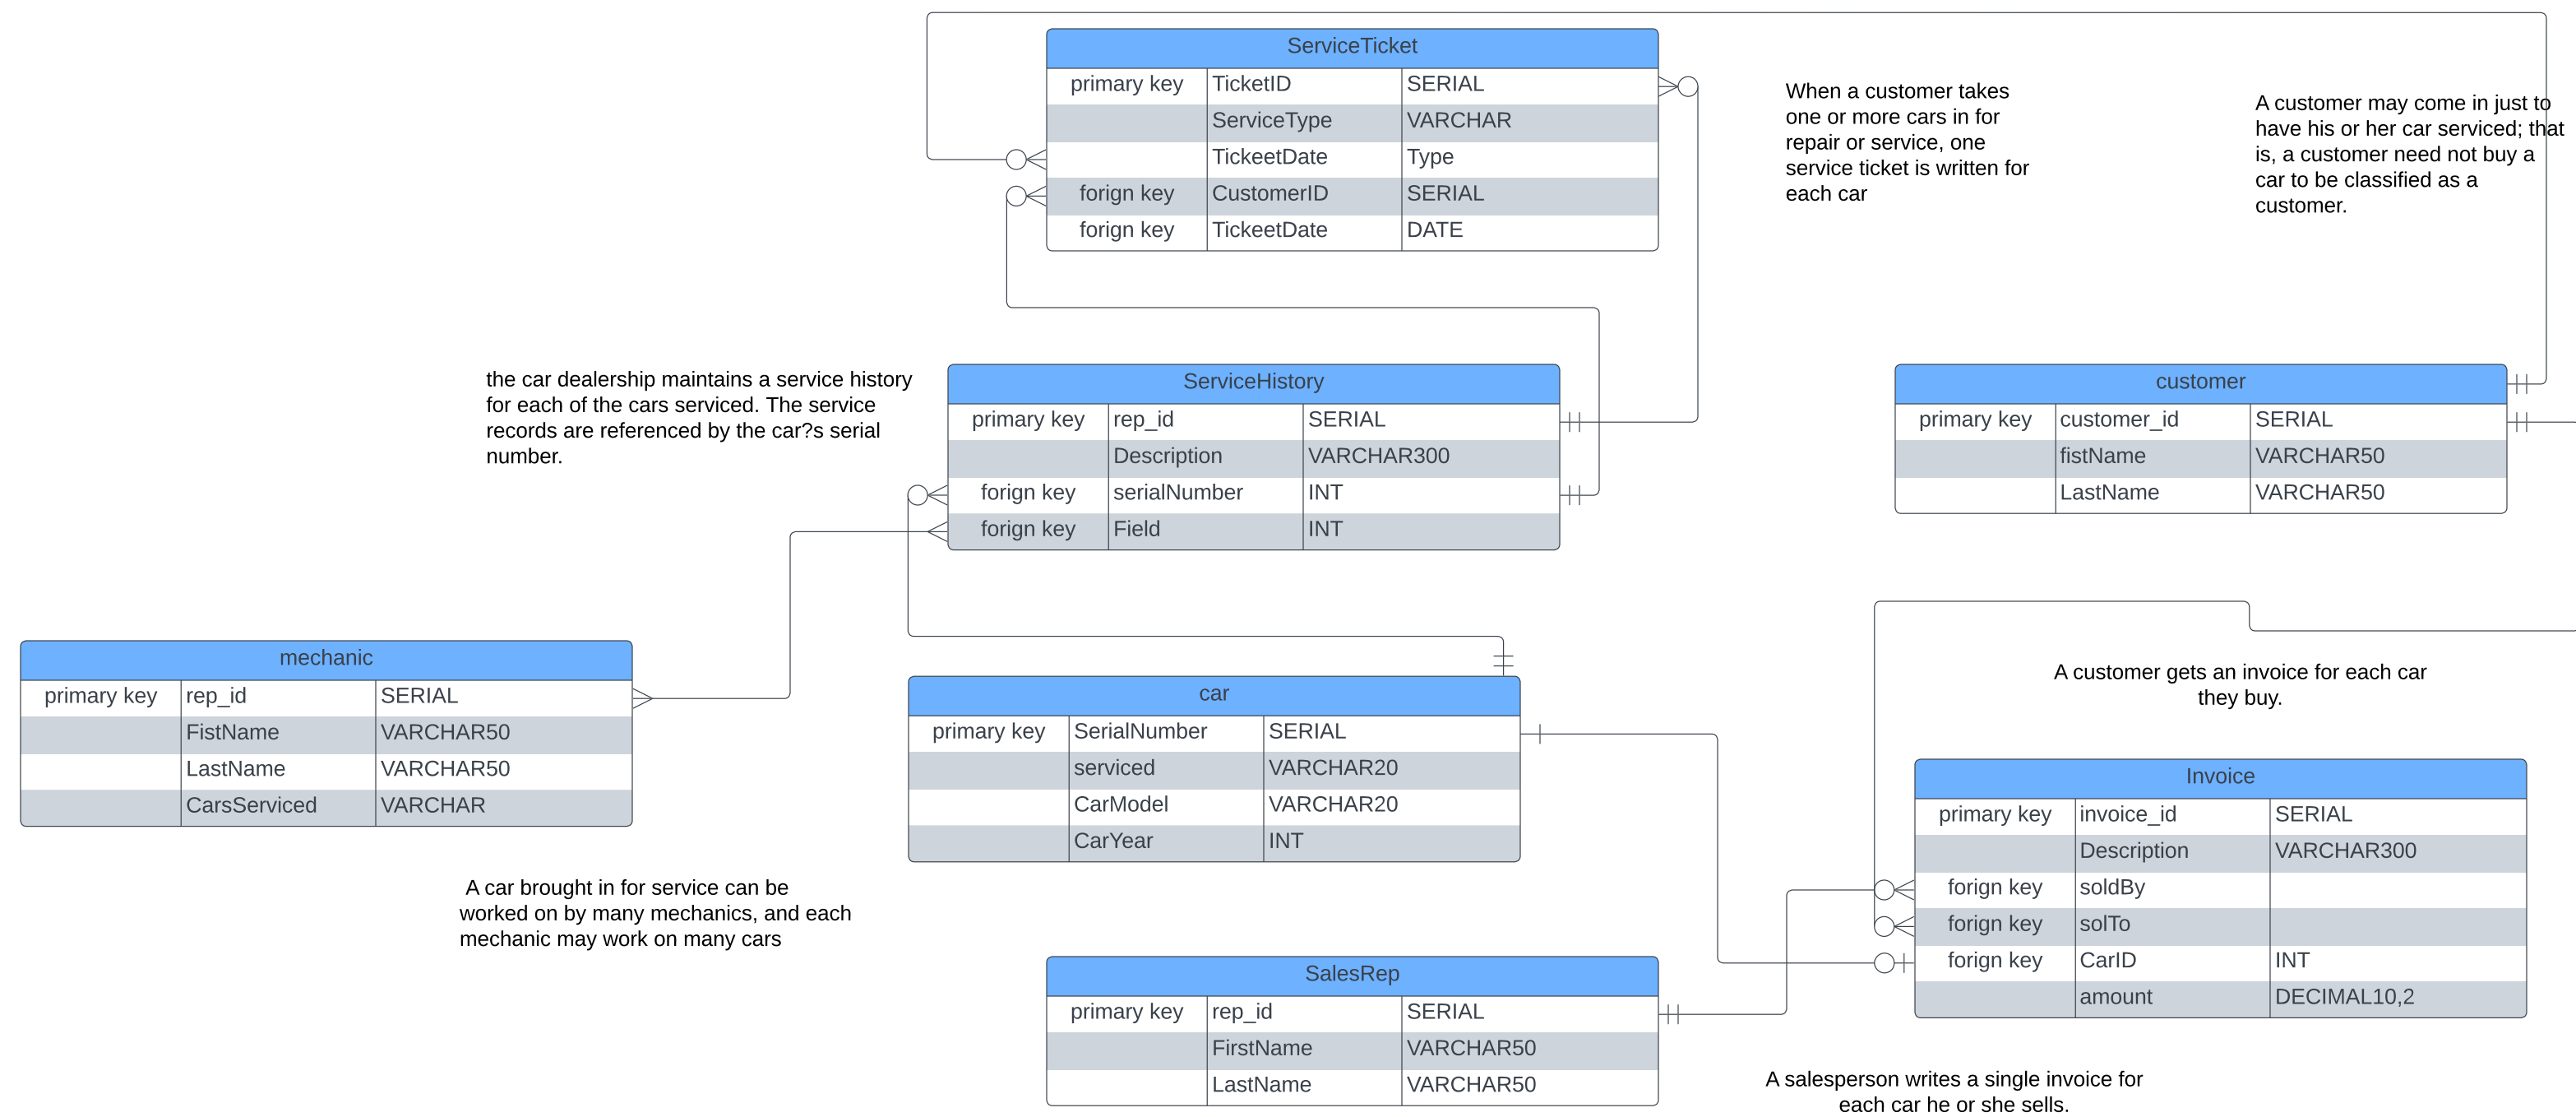 ServiceTicket
primary key TicketID SERIAL
ServiceType VARCHAR
TickeetDate Type
forign key CustomerID SERIAL
forign key TickeetDate DATE
When a customer takes
one or more cars in for
repair or service, one
service ticket is written for
each car
A customer may come in just to
have his or her car serviced; that
is, a customer need not buy a
car to be classified as a
customer.
the car dealership maintains a service history
for each of the cars serviced. The service
records are referenced by the car?s serial
number.
ServiceHistory
primary key rep_id SERIAL
Description VARCHAR300
forign key serialNumber INT
forign key Field INT
customer
primary key customer_id SERIAL
fistName VARCHAR50
LastName VARCHAR50
mechanic
primary key rep_id SERIAL
FistName VARCHAR50
LastName VARCHAR50
CarsServiced VARCHAR
car
primary key SerialNumber SERIAL
serviced VARCHAR20
CarModel VARCHAR20
CarYear INT
A customer gets an invoice for each car
they buy.
Invoice
primary key invoice_id SERIAL
Description VARCHAR300
forign key soldBy
forign key solTo
forign key CarID INT
amount DECIMAL10,2
A car brought in for service can be
worked on by many mechanics, and each
mechanic may work on many cars
SalesRep
primary key rep_id SERIAL
FirstName VARCHAR50
LastName VARCHAR50
A salesperson writes a single invoice for
each car he or she sells.